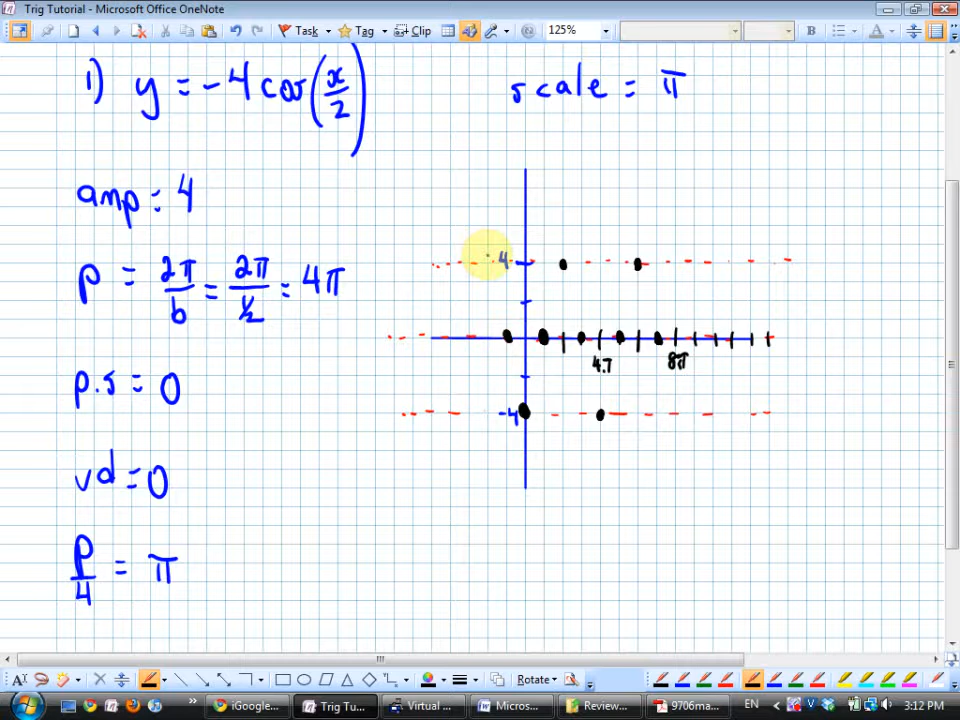 Trig Tutorial - Microsoft Office OneNote
Task Tag Clip 125% B A
1) y = -4 cos(x/2)
scale = π
amp = 4
p = 2π/b = 2π/½ = 4π
4
4π 8π
p.s = 0
-4
vd = 0
p/4 = π
Rotate
iGoogle... Trig Tu... Virtual ... Micros... Review... 9706ma... EN 3:12 PM